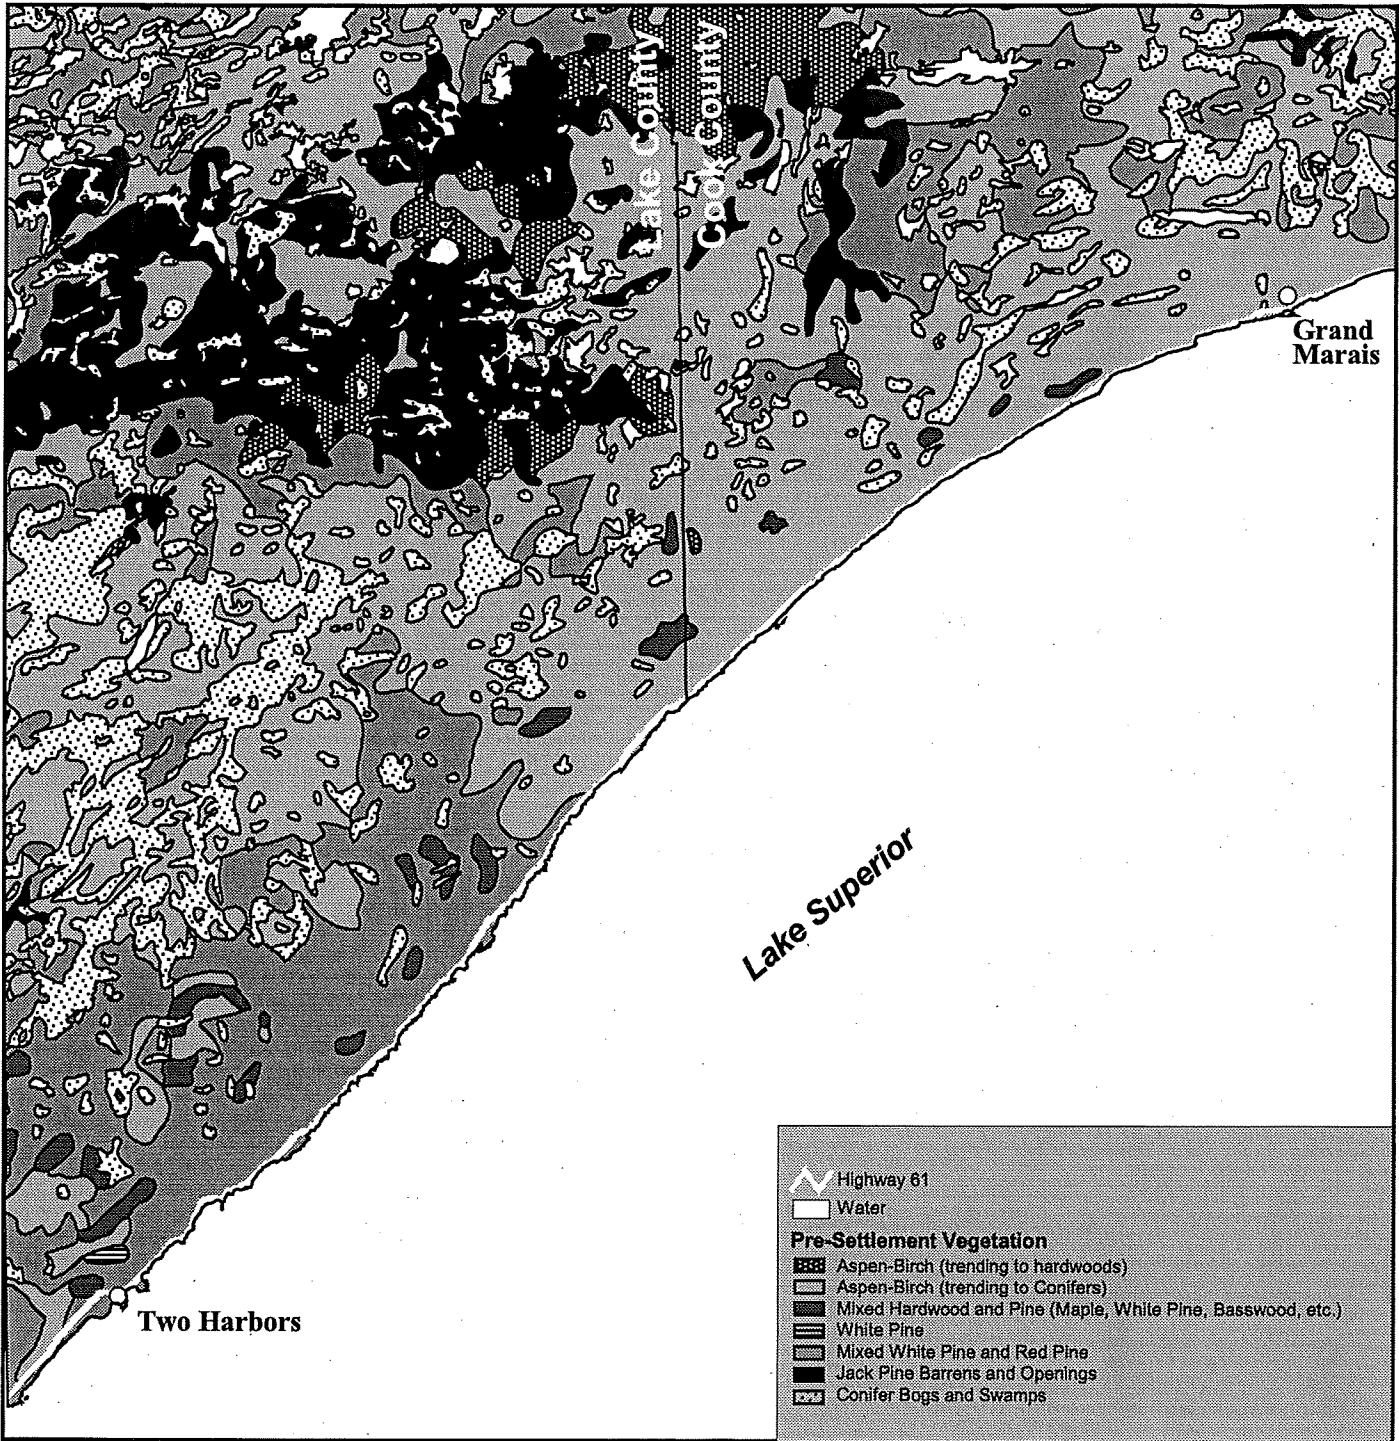 Lake County
Cook County
Grand
Marais
Lake Superior
Two Harbors
Highway 61
Water
Pre-Settlement Vegetation
Aspen-Birch (trending to hardwoods)
Aspen-Birch (trending to Conifers)
Mixed Hardwood and Pine (Maple, White Pine, Basswood, etc.)
White Pine
Mixed White Pine and Red Pine
Jack Pine Barrens and Openings
Conifer Bogs and Swamps